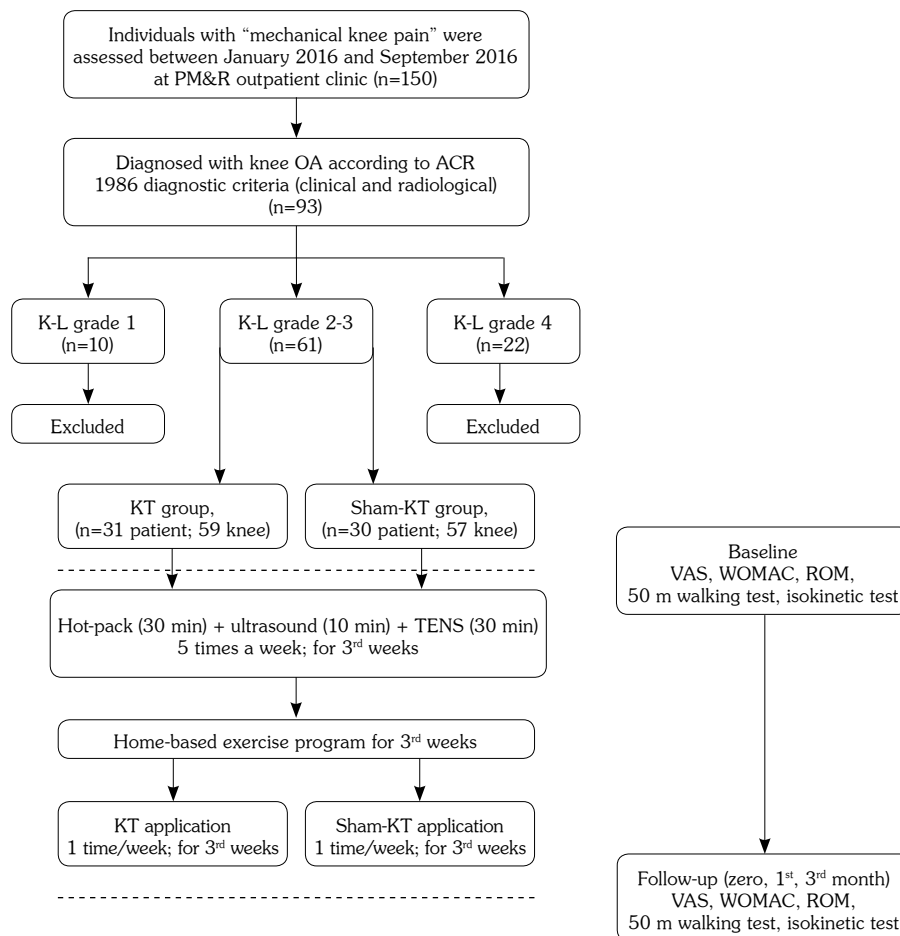 Individuals with “mechanical knee pain” were
assessed between January 2016 and September 2016
at PM&R outpatient clinic (n=150)
Diagnosed with knee OA according to ACR
1986 diagnostic criteria (clinical and radiological)
(n=93)
K-L grade 1
(n=10)
K-L grade 2-3
(n=61)
K-L grade 4
(n=22)
Excluded
Excluded
KT group,
(n=31 patient; 59 knee)
Sham-KT group,
(n=30 patient; 57 knee)
Hot-pack (30 min) + ultrasound (10 min) + TENS (30 min)
5 times a week; for 3rd weeks
Home-based exercise program for 3rd weeks
KT application
1 time/week; for 3rd weeks
Sham-KT application
1 time/week; for 3rd weeks
Baseline
VAS, WOMAC, ROM,
50 m walking test, isokinetic test
Follow-up (zero, 1st, 3rd month)
VAS, WOMAC, ROM,
50 m walking test, isokinetic test